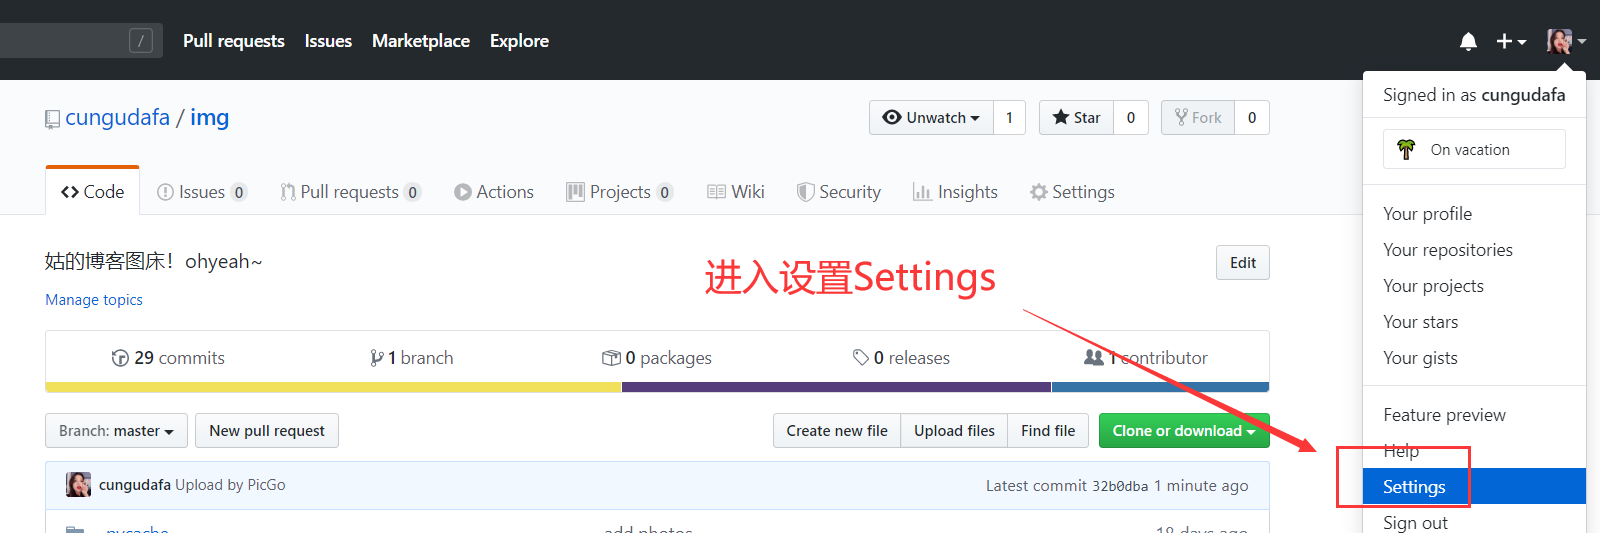 / Pull requests Issues Marketplace Explore
cungudafa / img
Unwatch 1 Star 0 Fork 0
Code Issues 0 Pull requests 0 Actions Projects 0 Wiki Security Insights Settings
姑的博客图床！ohyeah~
Edit
Manage topics
进入设置Settings
29 commits 1 branch 0 packages 0 releases 1 contributor
Branch: master New pull request Create new file Upload files Find file Clone or download
cungudafa Upload by PicGo Latest commit 32b0dba 1 minute ago
pycache add photos 18 days ago
Signed in as cungudafa
On vacation
Your profile
Your repositories
Your projects
Your stars
Your gists
Feature preview
Help
Settings
Sign out